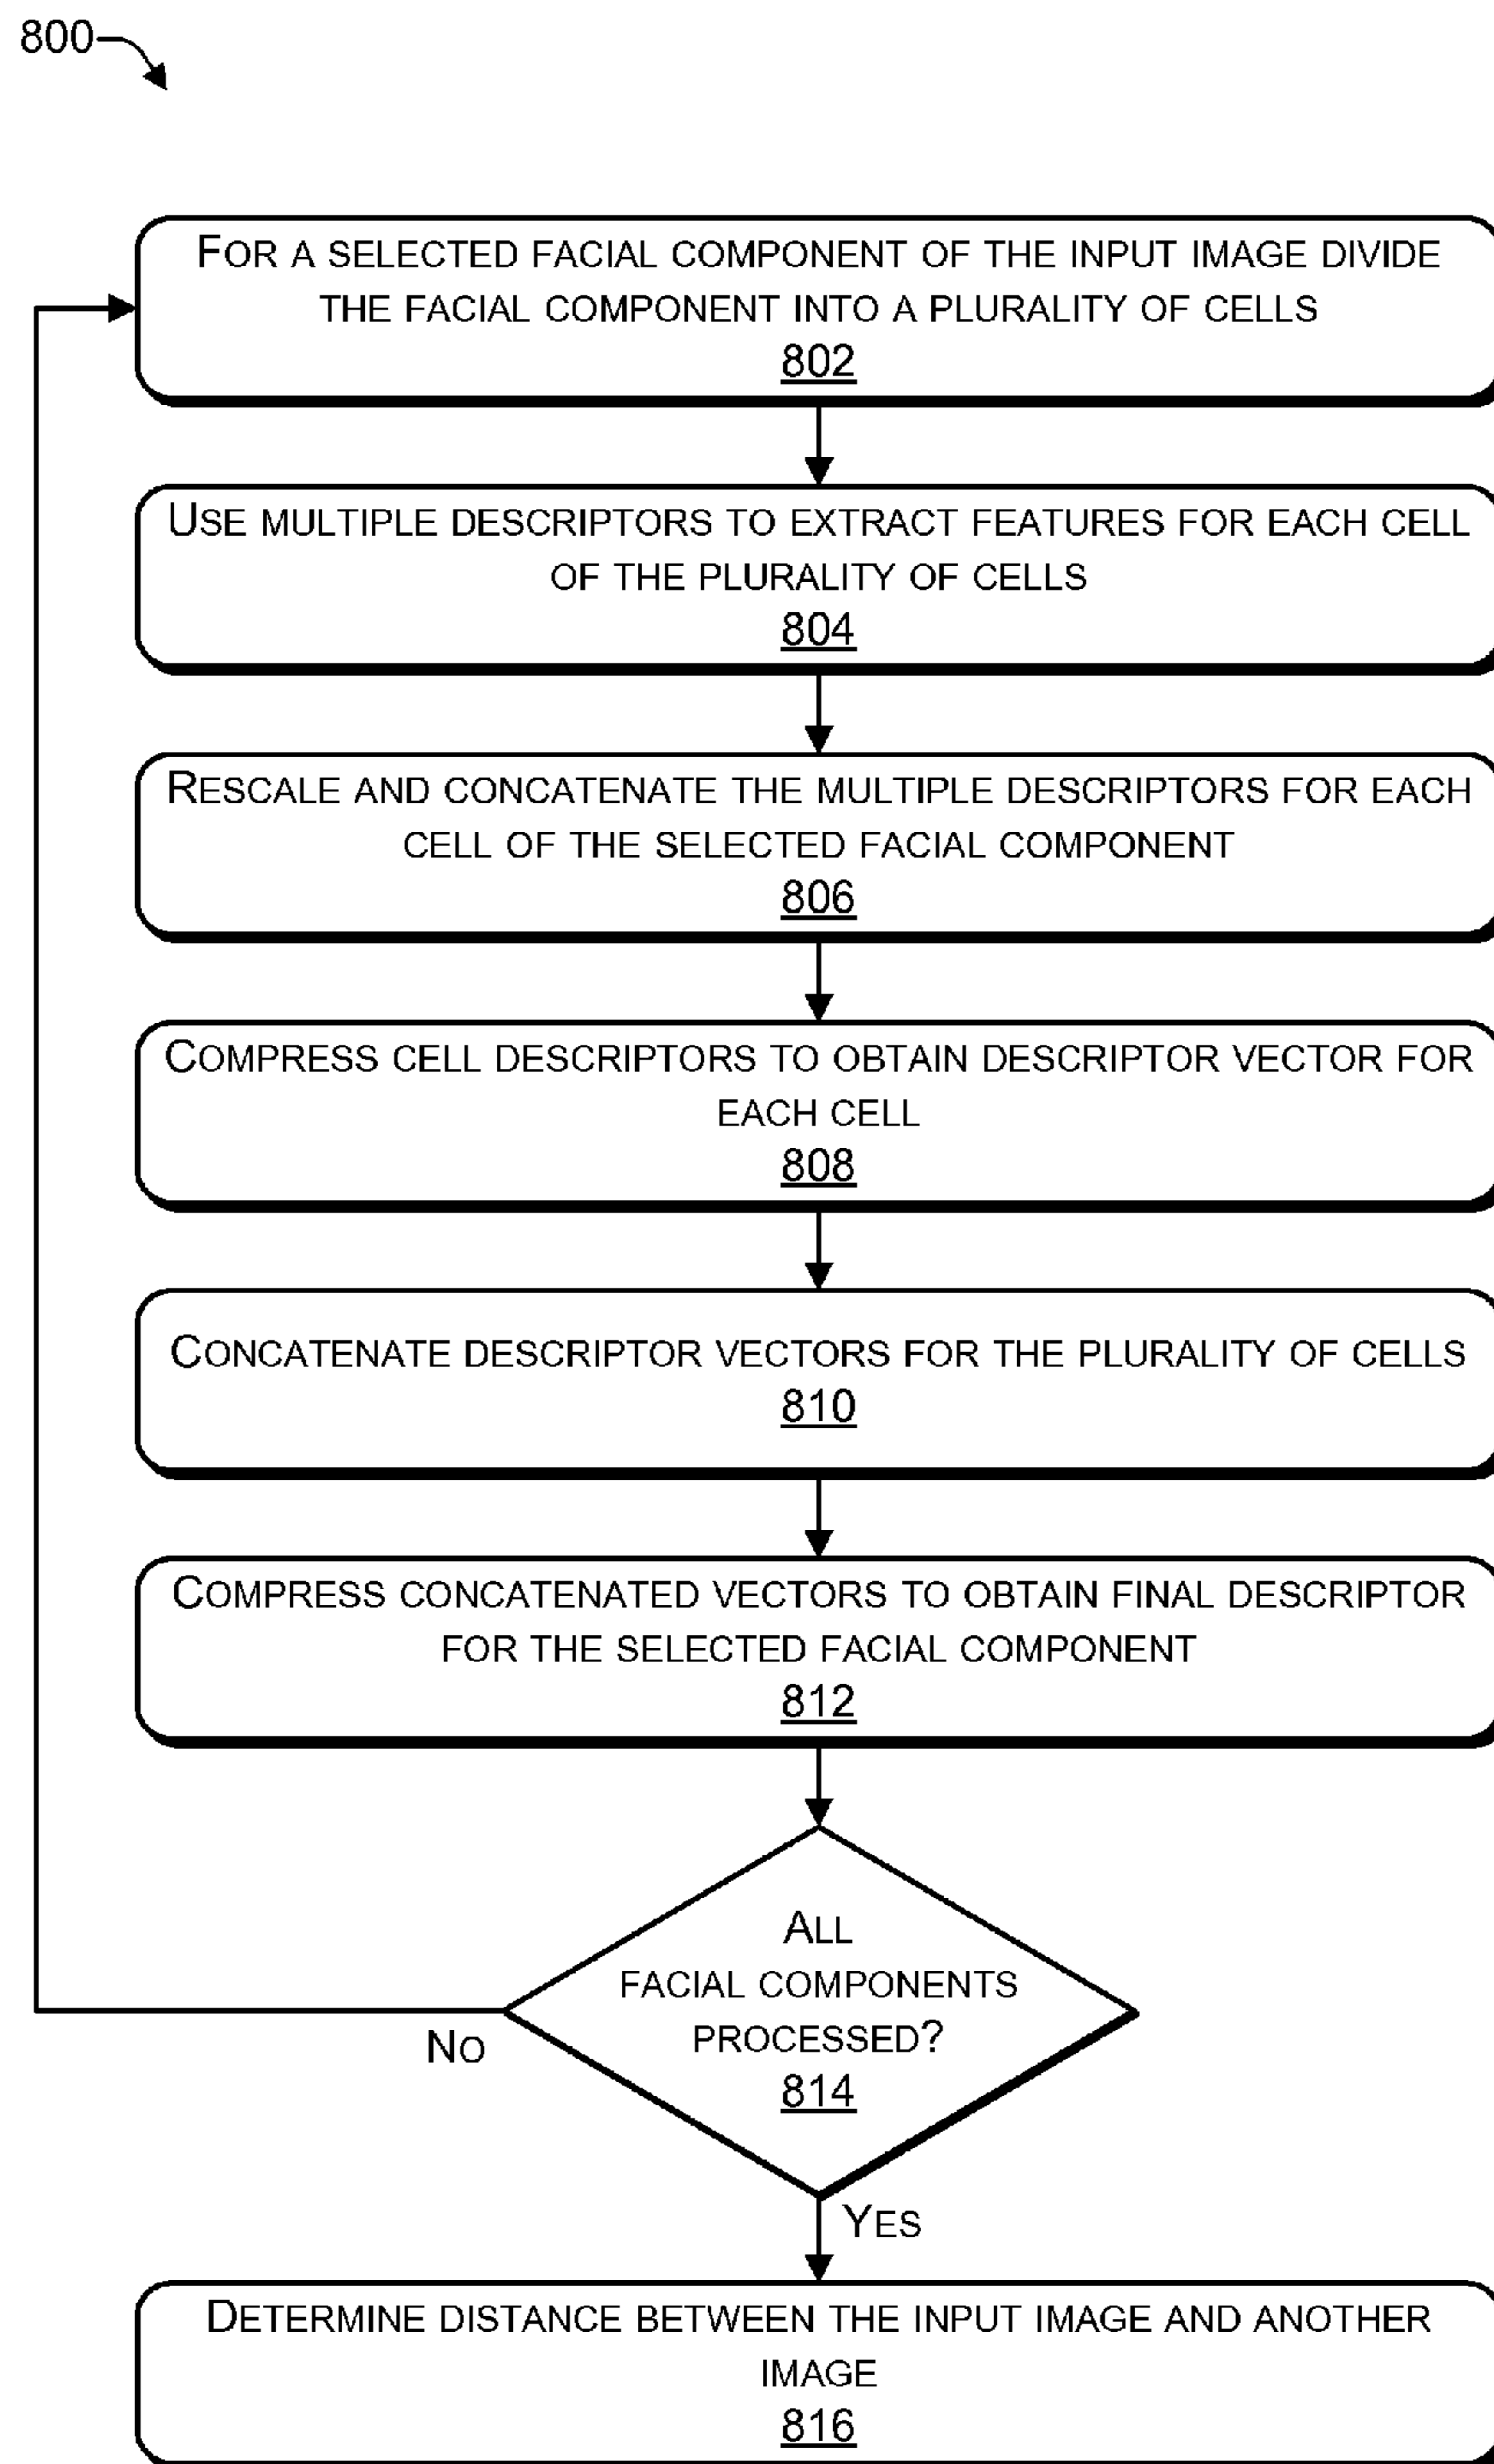 800
FOR A SELECTED FACIAL COMPONENT OF THE INPUT IMAGE DIVIDE
THE FACIAL COMPONENT INTO A PLURALITY OF CELLS
802
USE MULTIPLE DESCRIPTORS TO EXTRACT FEATURES FOR EACH CELL
OF THE PLURALITY OF CELLS
804
RESCALE AND CONCATENATE THE MULTIPLE DESCRIPTORS FOR EACH
CELL OF THE SELECTED FACIAL COMPONENT
806
COMPRESS CELL DESCRIPTORS TO OBTAIN DESCRIPTOR VECTOR FOR
EACH CELL
808
CONCATENATE DESCRIPTOR VECTORS FOR THE PLURALITY OF CELLS
810
COMPRESS CONCATENATED VECTORS TO OBTAIN FINAL DESCRIPTOR
FOR THE SELECTED FACIAL COMPONENT
812
ALL
FACIAL COMPONENTS
PROCESSED?
814
NO
YES
DETERMINE DISTANCE BETWEEN THE INPUT IMAGE AND ANOTHER
IMAGE
816